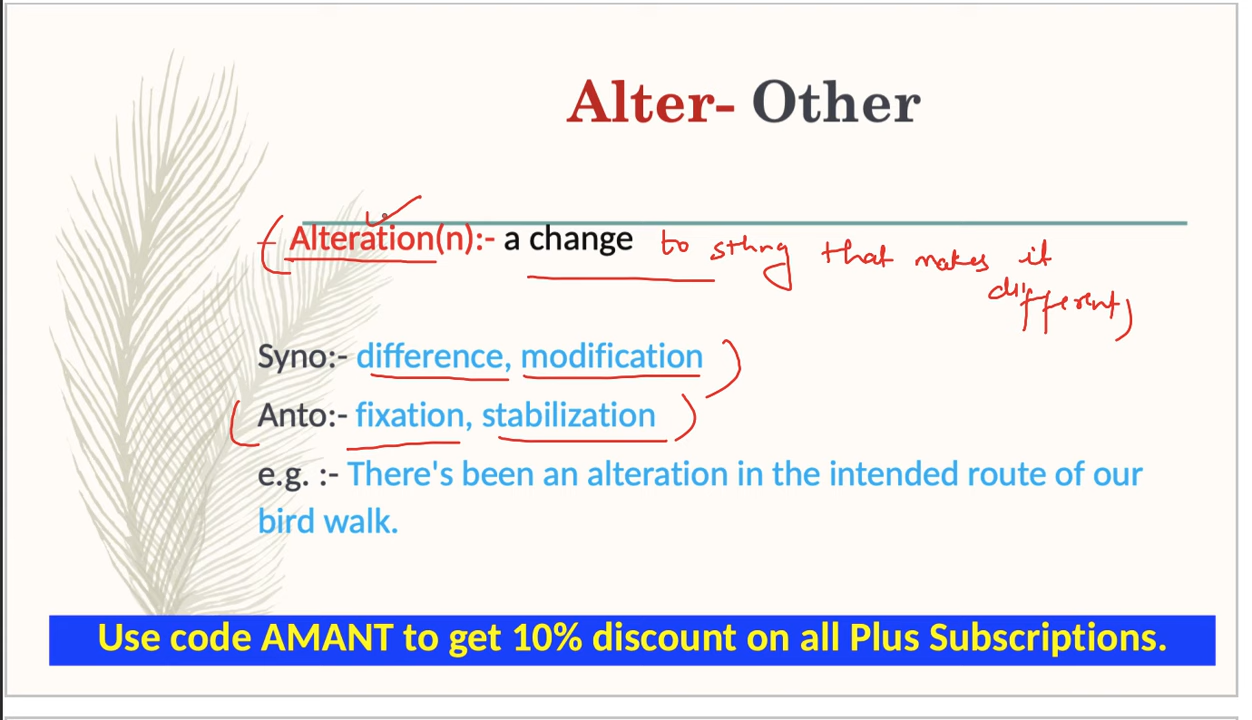 Alter- Other
Alteration(n):- a change to sthng that makes it
different)
Syno:- difference, modification
Anto:- fixation, stabilization
e.g. :- There's been an alteration in the intended route of our
bird walk.
Use code AMANT to get 10% discount on all Plus Subscriptions.